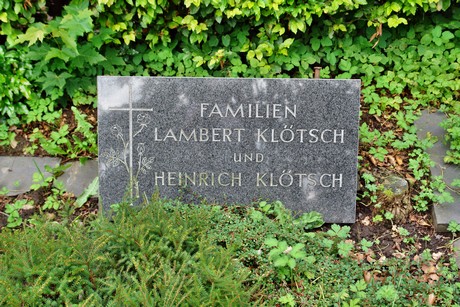 FAMILIEN
LAMBERT KLÖTSCH
UND
HEINRICH KLÖTSCH